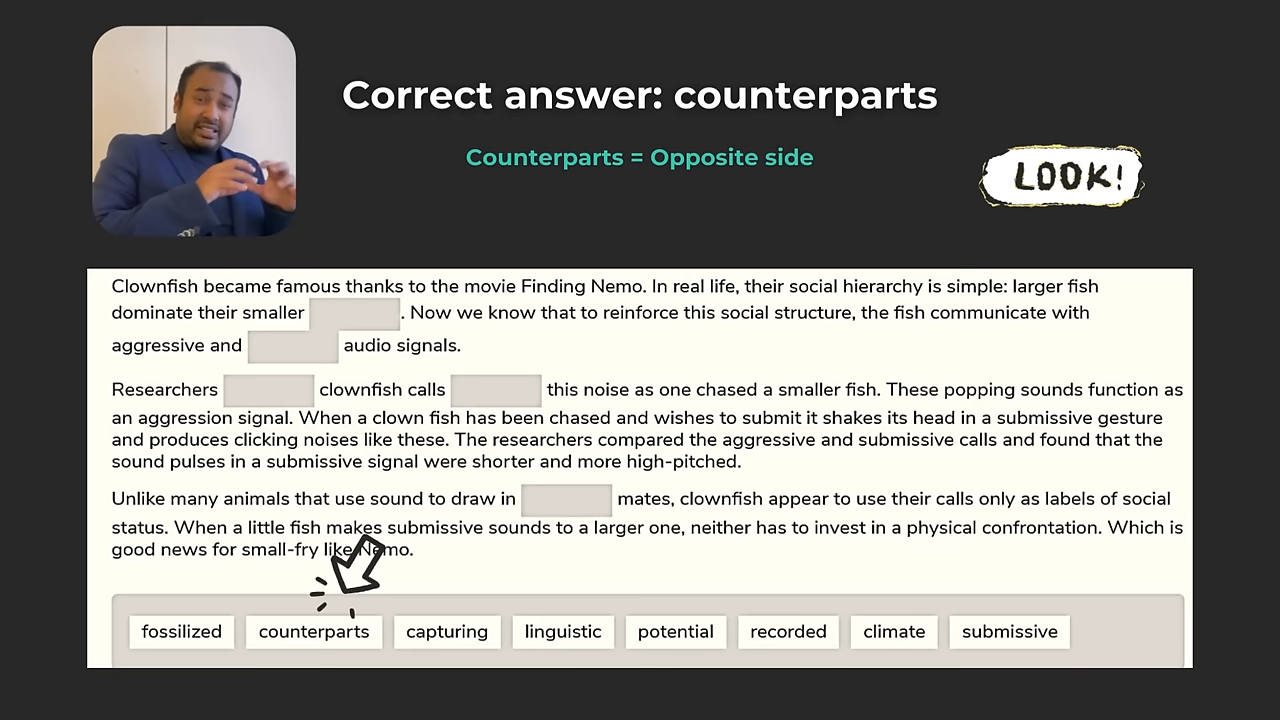 Correct answer: counterparts
Counterparts = Opposite side
LOOK!
Clownfish became famous thanks to the movie Finding Nemo. In real life, their social hierarchy is simple: larger fish
dominate their smaller . Now we know that to reinforce this social structure, the fish communicate with
aggressive and audio signals.
Researchers clownfish calls this noise as one chased a smaller fish. These popping sounds function as
an aggression signal. When a clown fish has been chased and wishes to submit it shakes its head in a submissive gesture
and produces clicking noises like these. The researchers compared the aggressive and submissive calls and found that the
sound pulses in a submissive signal were shorter and more high-pitched.
Unlike many animals that use sound to draw in mates, clownfish appear to use their calls only as labels of social
status. When a little fish makes submissive sounds to a larger one, neither has to invest in a physical confrontation. Which is
good news for small-fry like Nemo.
fossilized counterparts capturing linguistic potential recorded climate submissive